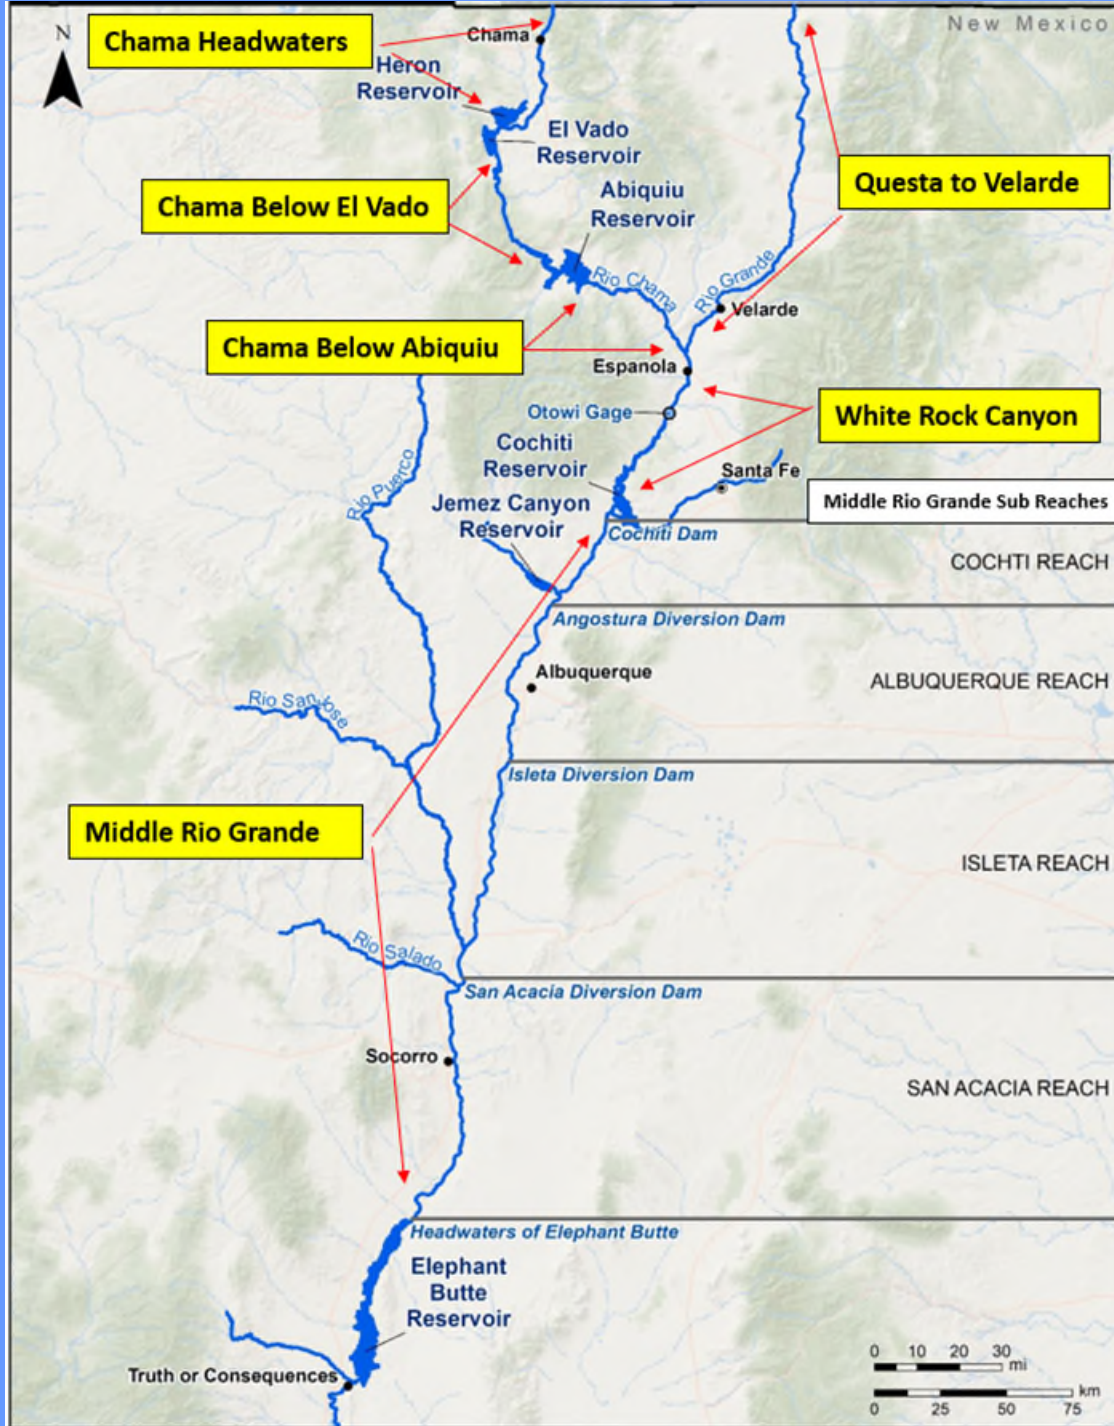 New Mexico
N
Chama Headwaters
Chama
Heron
Reservoir
El Vado
Reservoir
Questa to Velarde
Chama Below El Vado
Abiquiu
Reservoir
Rio Chama
Rio Grande
Velarde
Chama Below Abiquiu
Espanola
Otowi Gage
White Rock Canyon
Cochiti
Reservoir
Santa Fe
Rio Puerco
Jemez Canyon
Reservoir
Middle Rio Grande Sub Reaches
Cochiti Dam
COCHTI REACH
Angostura Diversion Dam
Albuquerque
ALBUQUERQUE REACH
Rio San Jose
Isleta Diversion Dam
Middle Rio Grande
ISLETA REACH
Rio Salado
San Acacia Diversion Dam
Socorro
SAN ACACIA REACH
Headwaters of Elephant Butte
Elephant
Butte
Reservoir
Truth or Consequences
0 10 20 30
mi
km
0 25 50 75